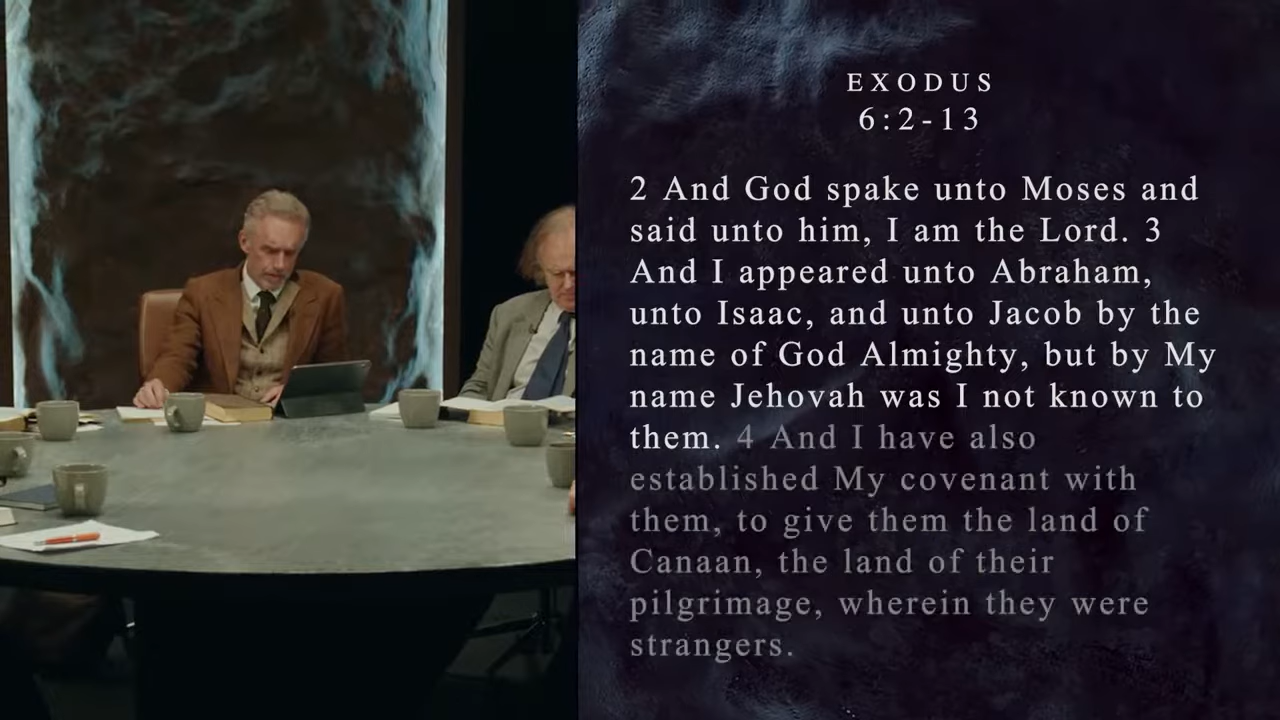 EXODUS
6:2-13
2 And God spake unto Moses and
said unto him, I am the Lord. 3
And I appeared unto Abraham,
unto Isaac, and unto Jacob by the
name of God Almighty, but by My
name Jehovah was I not known to
them. 4 And I have also
established My covenant with
them, to give them the land of
Canaan, the land of their
pilgrimage, wherein they were
strangers.